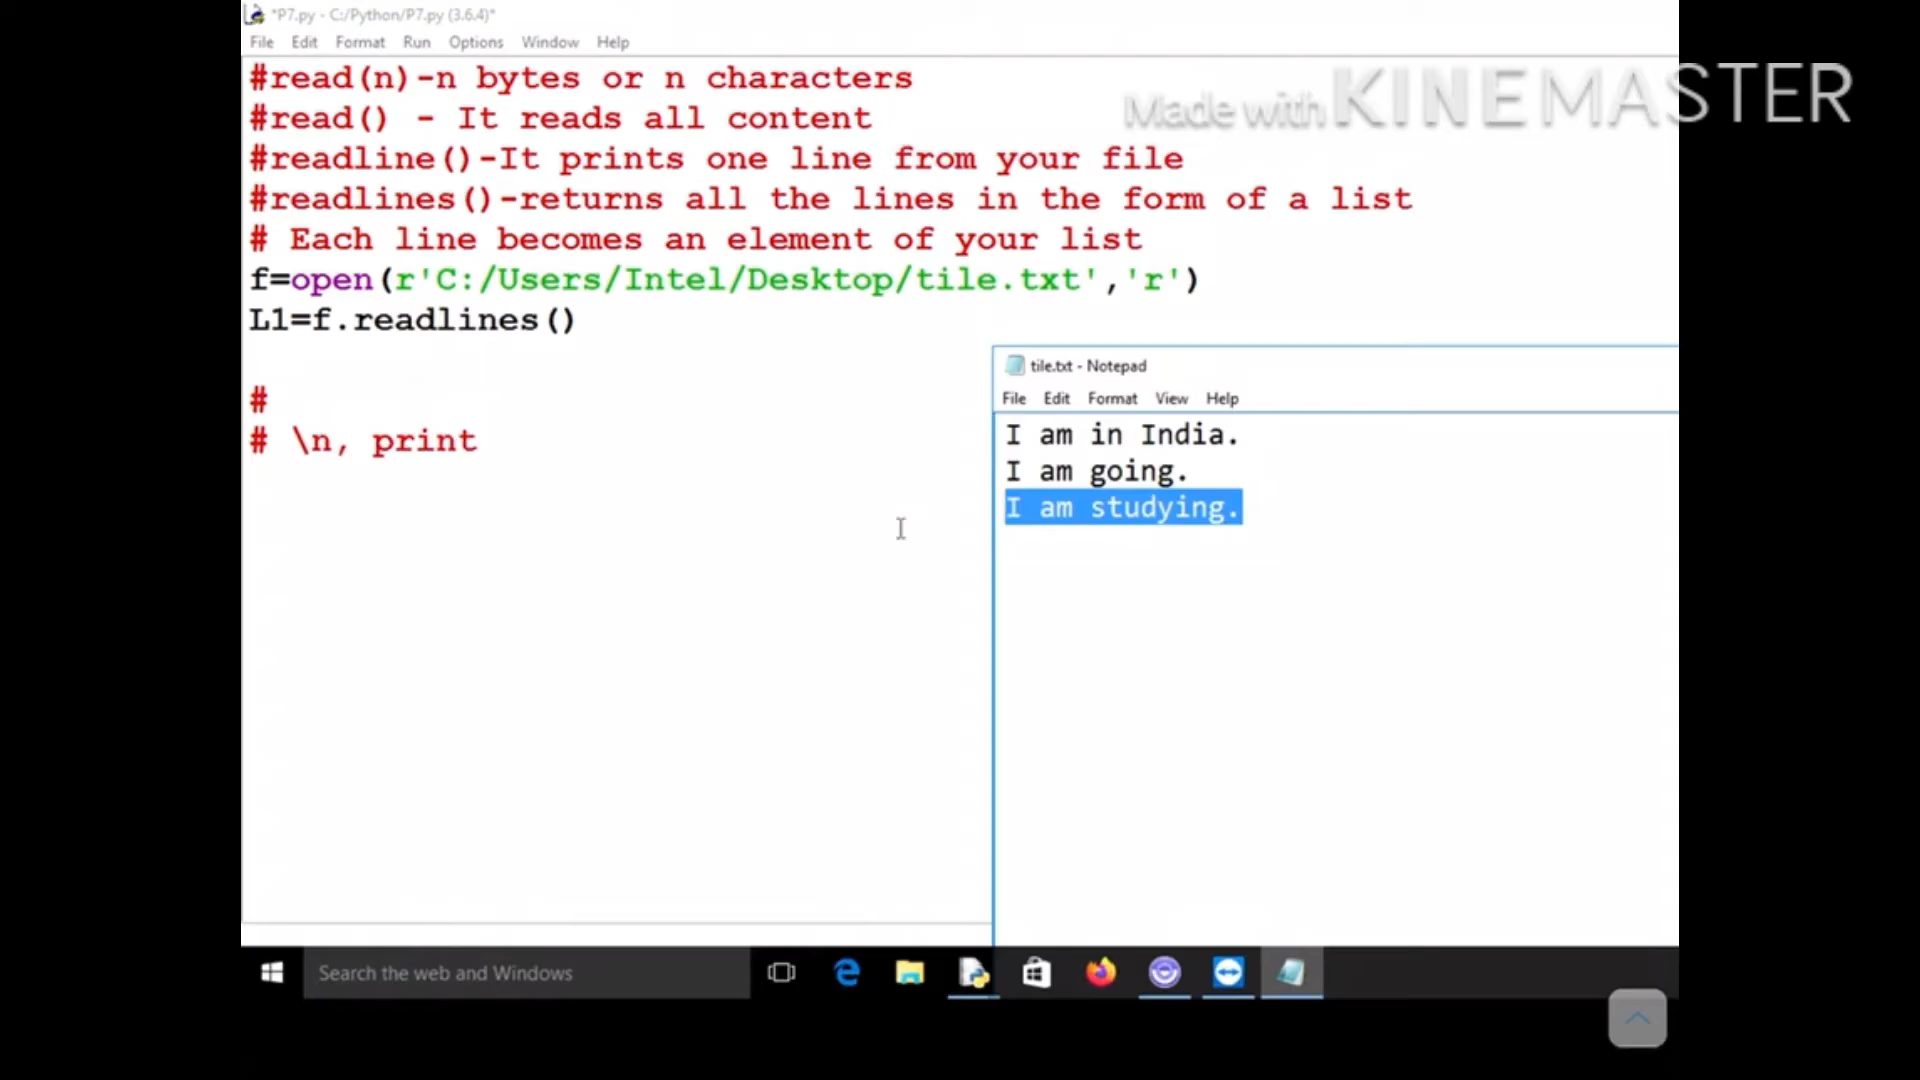 *P7.py - C:/Python/P7.py (3.6.4)*
File Edit Format Run Options Window Help
#read(n)-n bytes or n characters
#read() - It reads all content
#readline()-It prints one line from your file
#readlines()-returns all the lines in the form of a list
# Each line becomes an element of your list
f=open(r'C:/Users/Intel/Desktop/tile.txt','r')
L1=f.readlines()
#
# \n, print
Made with KINEMASTER
tile.txt - Notepad
File Edit Format View Help
I am in India.
I am going.
I am studying.
Search the web and Windows